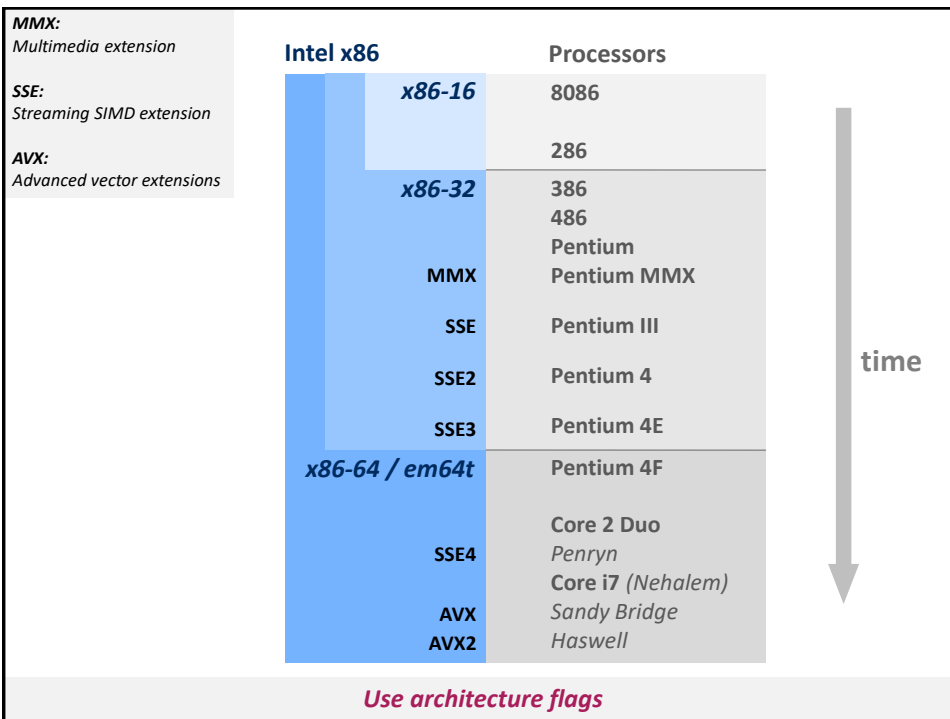 MMX:
Multimedia extension
SSE:
Streaming SIMD extension
AVX:
Advanced vector extensions
Intel x86 Processors
x86-16 8086
286
x86-32 386
486
Pentium
MMX Pentium MMX
SSE Pentium III
time
SSE2 Pentium 4
SSE3 Pentium 4E
x86-64 / em64t Pentium 4F
Core 2 Duo
SSE4 Penryn
Core i7 (Nehalem)
AVX Sandy Bridge
AVX2 Haswell
Use architecture flags